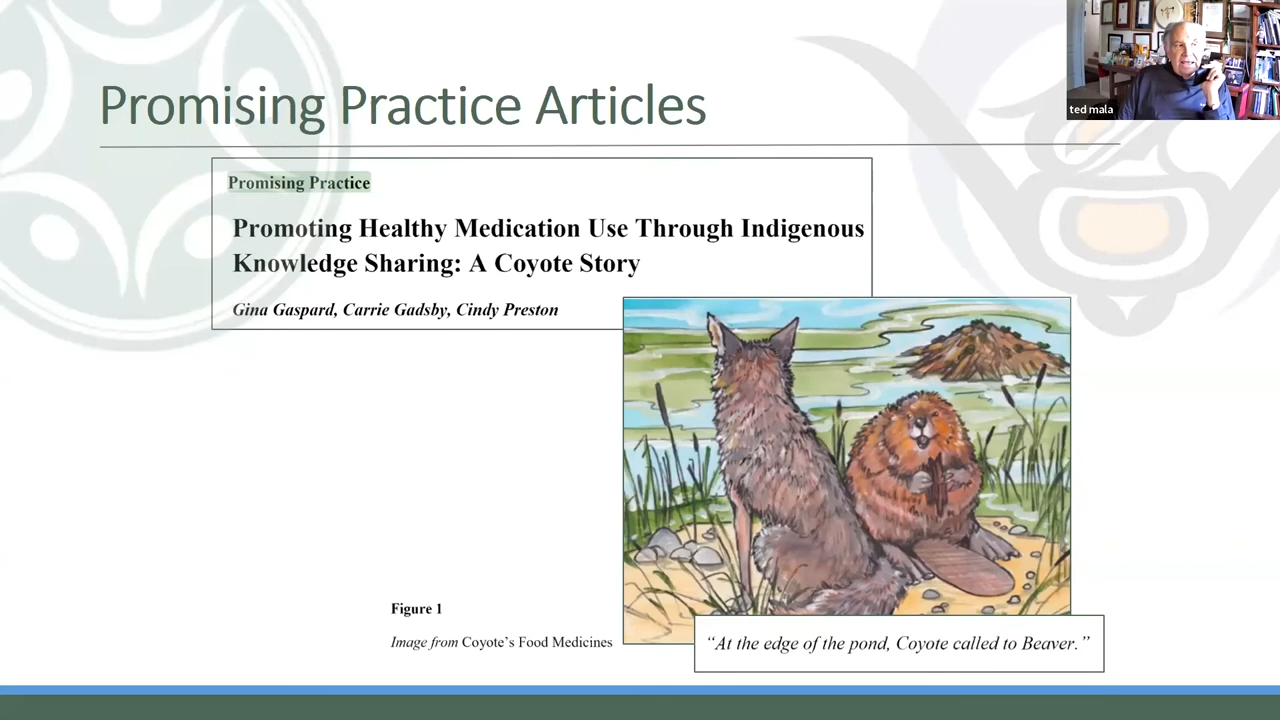 Promising Practice Articles
ted mala
Promising Practice
Promoting Healthy Medication Use Through Indigenous
Knowledge Sharing: A Coyote Story
Gina Gaspard, Carrie Gadsby, Cindy Preston
Figure 1
Image from Coyote’s Food Medicines
“At the edge of the pond, Coyote called to Beaver.”